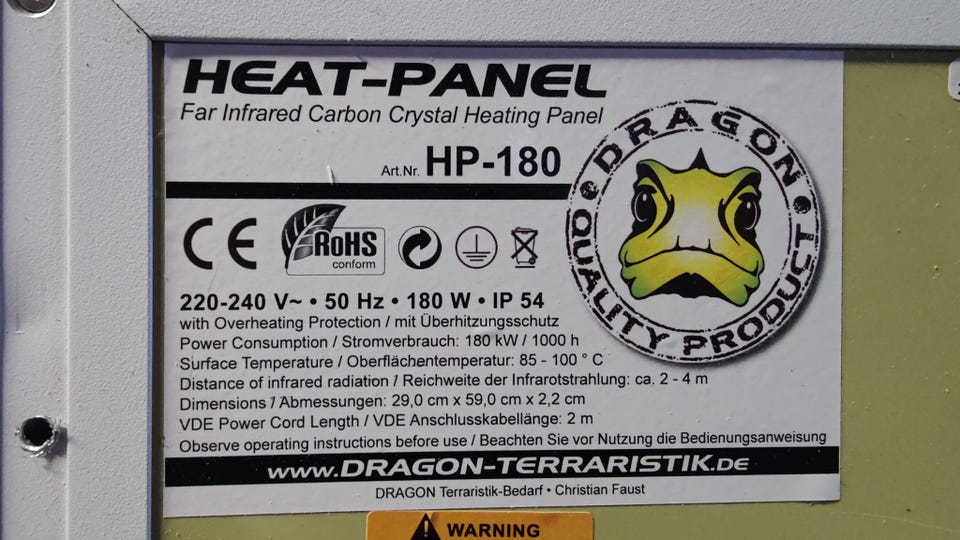 HEAT-PANEL
Far Infrared Carbon Crystal Heating Panel
Art.Nr. HP-180
DRAGON
QUALITY PRODUCT
CE
RoHS
conform
220-240 V~ • 50 Hz • 180 W • IP 54
with Overheating Protection / mit Überhitzungsschutz
Power Consumption / Stromverbrauch: 180 kW / 1000 h
Surface Temperature / Oberflächentemperatur: 85 - 100 ° C
Distance of infrared radiation / Reichweite der Infrarotstrahlung: ca. 2 - 4 m
Dimensions / Abmessungen: 29,0 cm x 59,0 cm x 2,2 cm
VDE Power Cord Length / VDE Anschlusskabellänge: 2 m
Observe operating instructions before use / Beachten Sie vor Nutzung die Bedienungsanweisung
WWW.DRAGON-TERRARISTIK.DE
DRAGON Terraristik-Bedarf • Christian Faust
WARNING